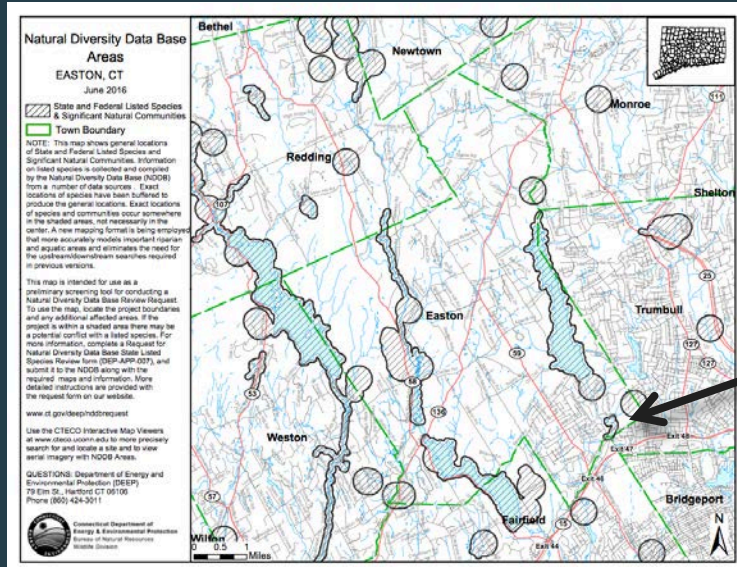 Natural Diversity Data Base
Areas
EASTON, CT
June 2016
State and Federal Listed Species
& Significant Natural Communities
Town Boundary
NOTE: This map shows general locations
of State and Federal Listed Species and
Significant Natural Communities. Information
on listed species is collected and compiled
by the Natural Diversity Data Base (NDDB)
from a number of data sources . Exact
locations of species have been buffered to
produce the general locations. Exact locations
of species and communities occur somewhere
in the shaded areas, not necessarily in the
center. A new mapping format is being employed
that more accurately models important riparian
and aquatic areas and eliminates the need for
the upstream/downstream searches required
in previous versions.
This map is intended for use as a
preliminary screening tool for conducting a
Natural Diversity Data Base Review Request.
To use the map, locate the project boundaries
and any additional affected areas. If the
project is within a shaded area there may be
a potential conflict with a listed species. For
more information, complete a Request for
Natural Diversity Data Base State Listed
Species Review form (DEP-APP-007), and
submit it to the NDDB along with the
required maps and information. More
detailed instructions are provided with
the request form on our website.
www.ct.gov/deep/nddbrequest
Use the CTECO Interactive Map Viewers
at www.cteco.uconn.edu to more precisely
search for and locate a site and to view
aerial imagery with NDDB Areas.
QUESTIONS: Department of Energy and
Environmental Protection (DEEP)
79 Elm St., Hartford CT 06106
Phone (860) 424-3011
Connecticut Department of
Energy & Environmental Protection
Bureau of Natural Resources
Wildlife Division
Bethel
Newtown
Monroe
111
Redding
Shelton
107
25
Easton
Trumbull
59
127
127
58
53
136
Weston
Exit 48
Exit 47
Exit 46
Bridgeport
57
Fairfield
15
Wilton
Exit 44
N
0 0.5 1
Miles